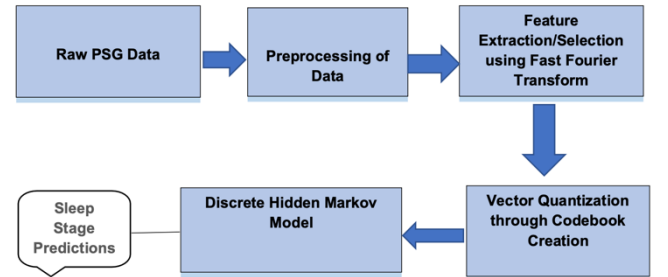 Raw PSG Data
Preprocessing of
Data
Feature
Extraction/Selection
using Fast Fourier
Transform
Vector Quantization
through Codebook
Creation
Discrete Hidden Markov
Model
Sleep
Stage
Predictions